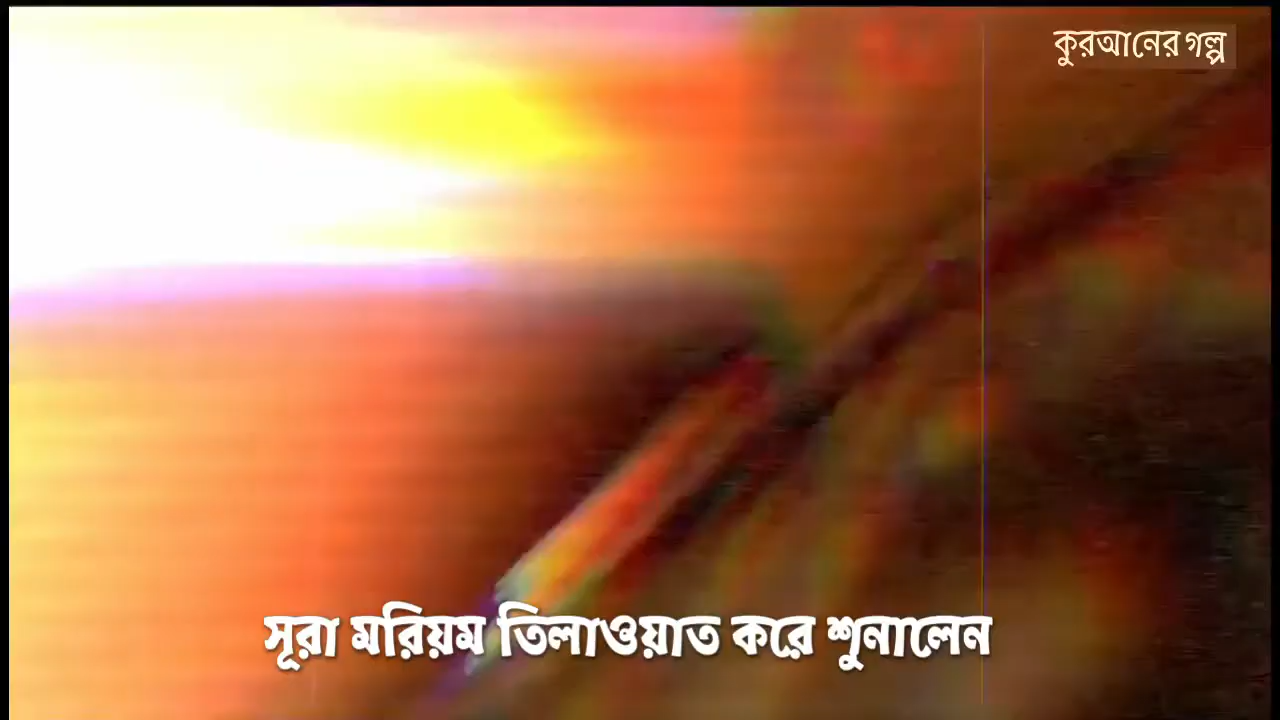 কুরআনের গল্প
সূরা মরিয়ম তিলাওয়াত করে শুনালেন